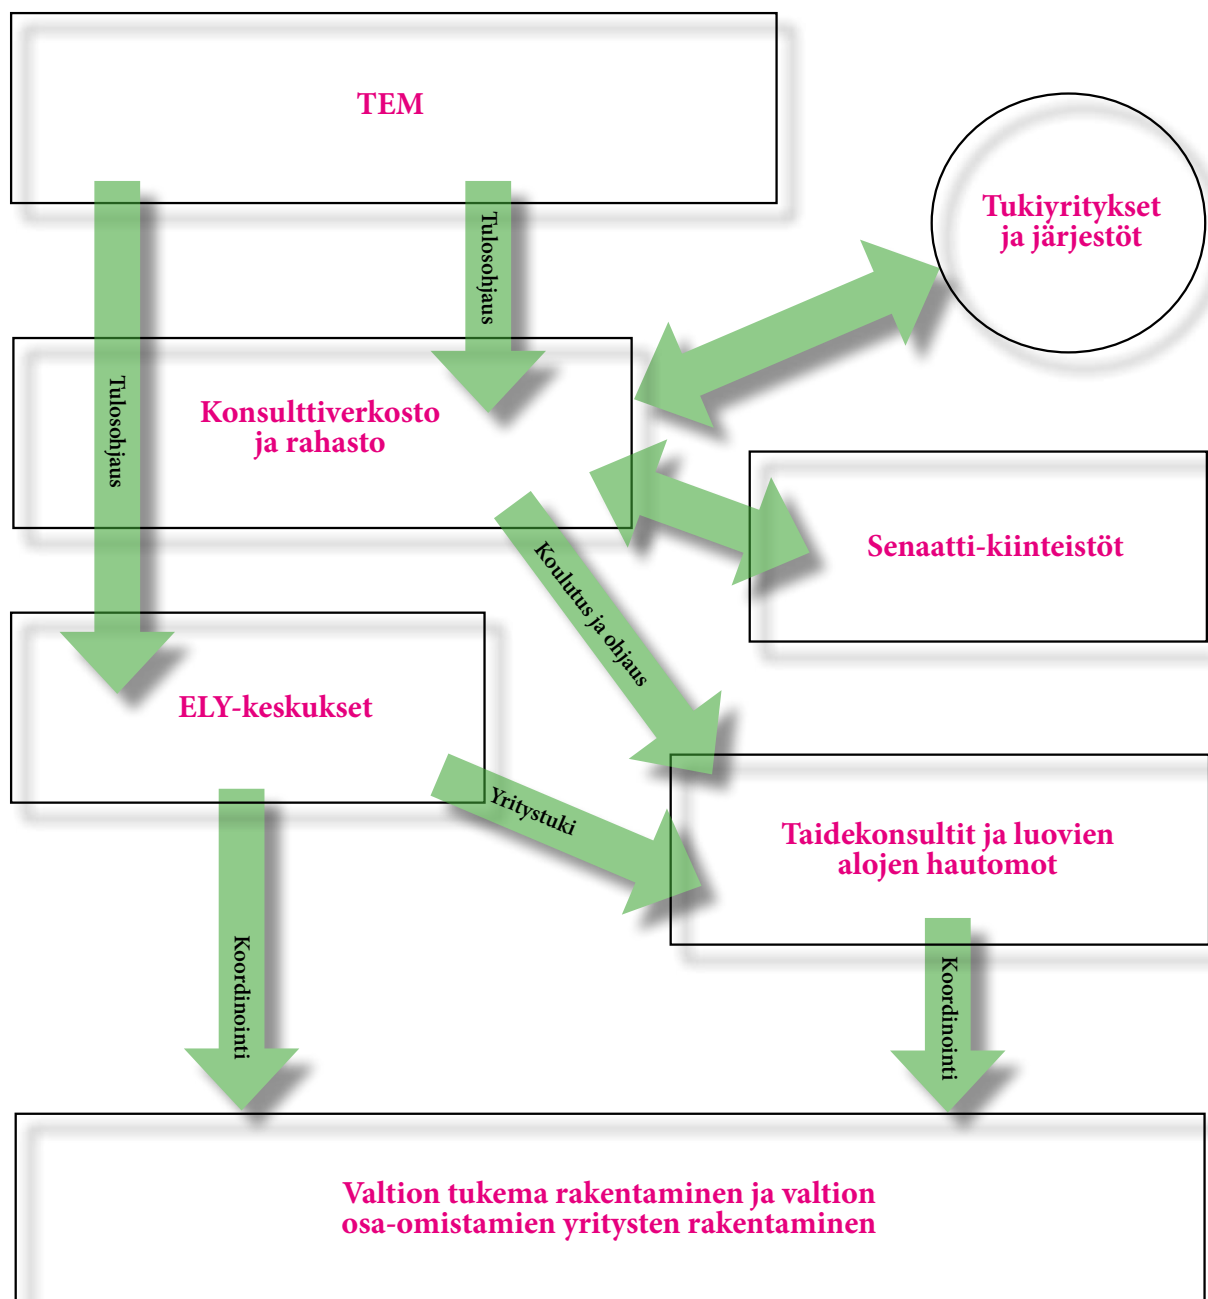 TEM
Tukiyritykset
ja järjestöt
Tulosohjaus
Tulosohjaus
Konsulttiverkosto
ja rahasto
Senaatti-kiinteistöt
Koulutus ja ohjaus
ELY-keskukset
Yritystuki
Taidekonsultit ja luovien
alojen hautomot
Koordinointi
Koordinointi
Valtion tukema rakentaminen ja valtion
osa-omistamien yritysten rakentaminen